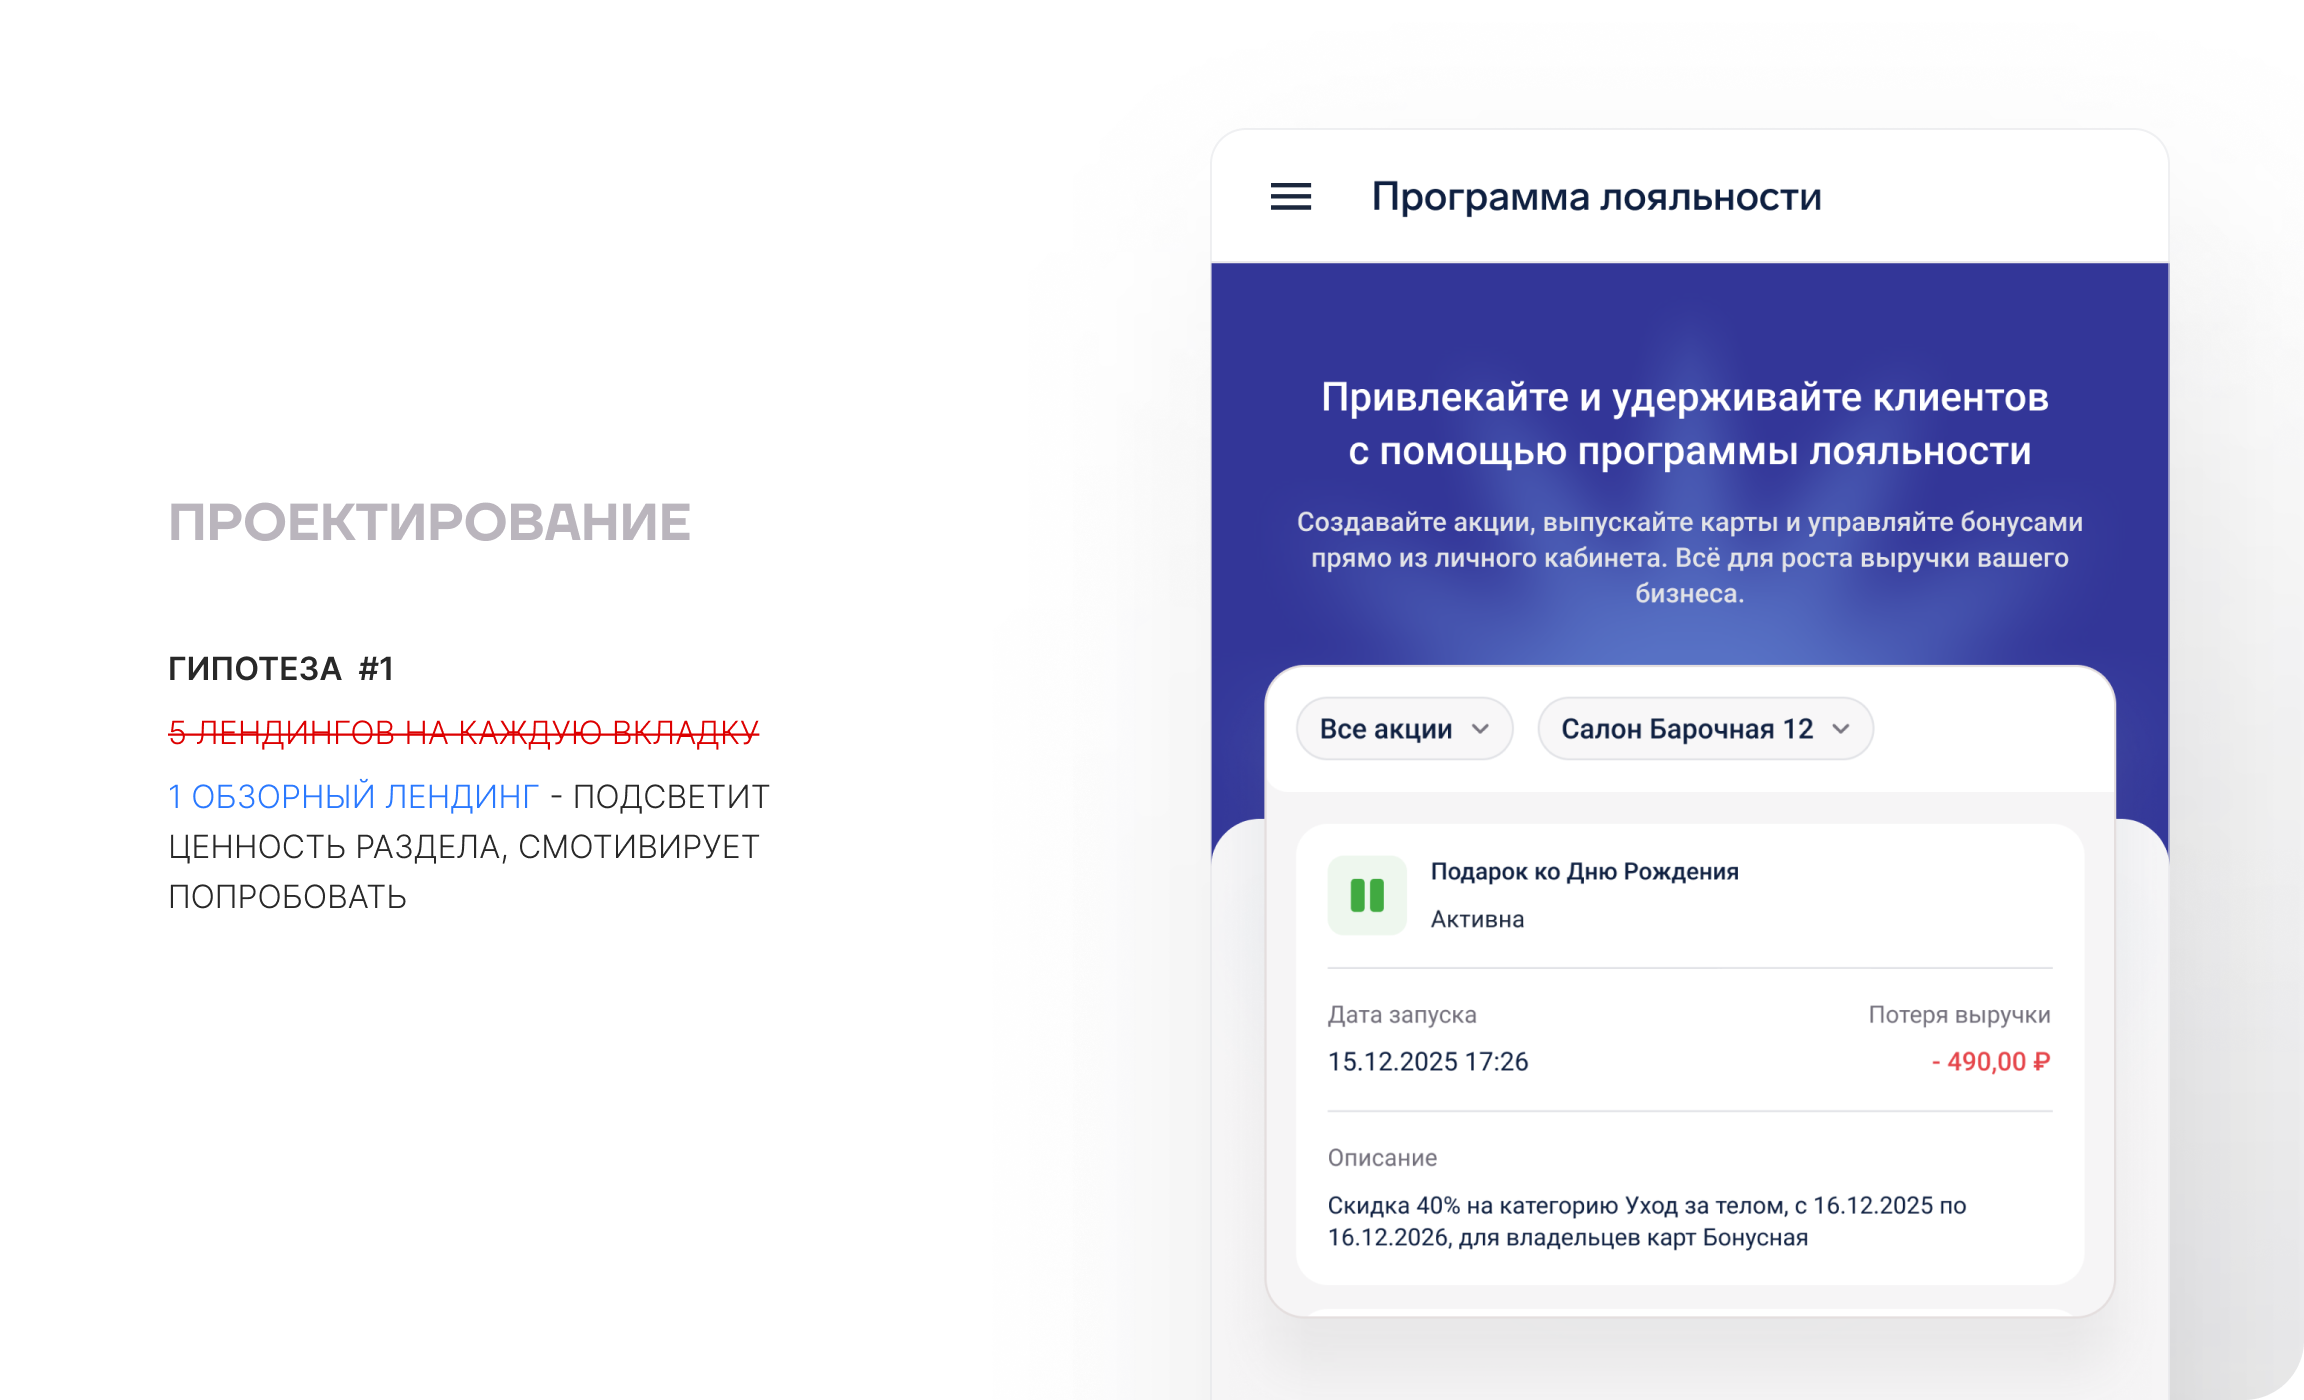 ПРОЕКТИРОВАНИЕ
ГИПОТЕЗА #1
5 ЛЕНДИНГОВ НА КАЖДУЮ ВКЛАДКУ
1 ОБЗОРНЫЙ ЛЕНДИНГ - ПОДСВЕТИТ
ЦЕННОСТЬ РАЗДЕЛА, СМОТИВИРУЕТ
ПОПРОБОВАТЬ
Программа лояльности
Привлекайте и удерживайте клиентов
с помощью программы лояльности
Создавайте акции, выпускайте карты и управляйте бонусами
прямо из личного кабинета. Всё для роста выручки вашего
бизнеса.
Все акции
Салон Барочная 12
Подарок ко Дню Рождения
Активна
Дата запуска
Потеря выручки
15.12.2025 17:26
- 490,00 ₽
Описание
Скидка 40% на категорию Уход за телом, с 16.12.2025 по
16.12.2026, для владельцев карт Бонусная